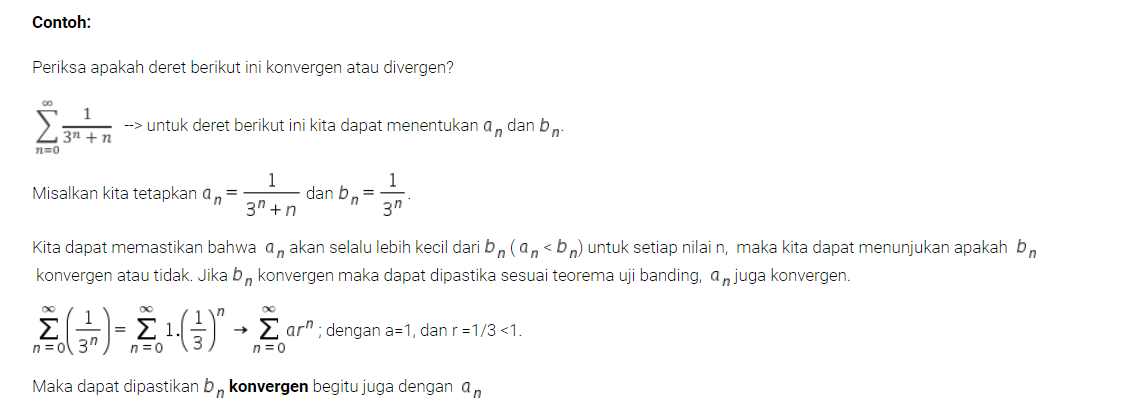 Contoh:
Periksa apakah deret berikut ini konvergen atau divergen?
$\sum_{n=0}^{\infty} \frac{1}{3^n + n}$ --> untuk deret berikut ini kita dapat menentukan $a_n$ dan $b_n$.
Misalkan kita tetapkan $a_n = \frac{1}{3^n + n}$ dan $b_n = \frac{1}{3^n}$.
Kita dapat memastikan bahwa $a_n$ akan selalu lebih kecil dari $b_n$ ( $a_n < b_n$) untuk setiap nilai n, maka kita dapat menunjukan apakah $b_n$
konvergen atau tidak. Jika $b_n$ konvergen maka dapat dipastika sesuai teorema uji banding, $a_n$ juga konvergen.
$\sum_{n=0}^{\infty} \left(\frac{1}{3^n}\right) = \sum_{n=0}^{\infty} 1.\left(\frac{1}{3}\right)^n \rightarrow \sum_{n=0}^{\infty} ar^n$ ; dengan a=1, dan r =1/3 <1.
Maka dapat dipastikan $b_n$ konvergen begitu juga dengan $a_n$